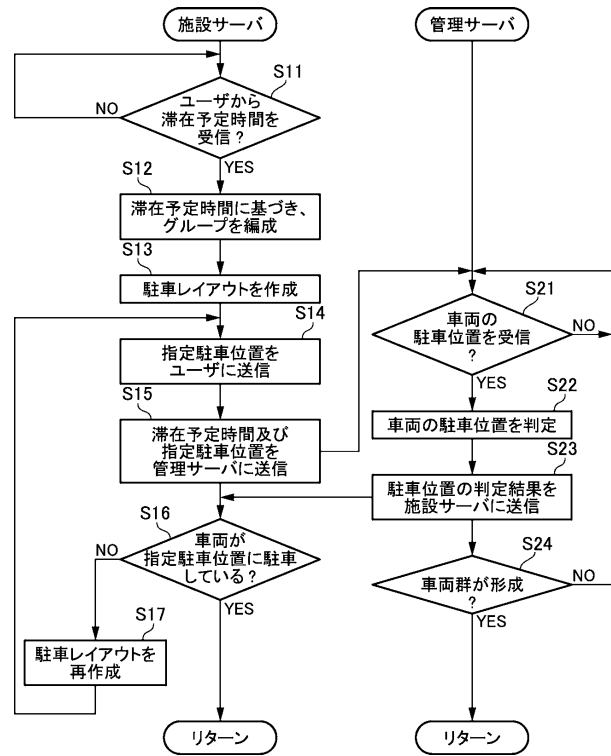 施設サーバ
管理サーバ
S11
ユーザから
滞在予定時間を
受信？
NO
YES
S12
滞在予定時間に基づき、
グループを編成
S13
駐車レイアウトを作成
S14
指定駐車位置を
ユーザに送信
S15
滞在予定時間及び
指定駐車位置を
管理サーバに送信
S16
車両が
指定駐車位置に駐車
している？
NO
YES
S17
駐車レイアウトを
再作成
リターン
S21
車両の
駐車位置を受信
？
NO
YES
S22
車両の駐車位置を判定
S23
駐車位置の判定結果を
施設サーバに送信
S24
車両群が形成
？
NO
YES
リターン